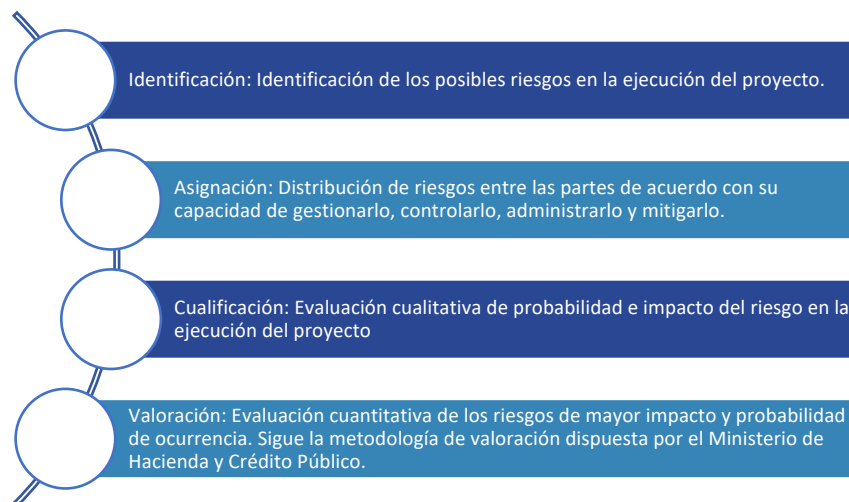 Identificación: Identificación de los posibles riesgos en la ejecución del proyecto.
Asignación: Distribución de riesgos entre las partes de acuerdo con su
capacidad de gestionarlo, controlarlo, administrarlo y mitigarlo.
Cualificación: Evaluación cualitativa de probabilidad e impacto del riesgo en la
ejecución del proyecto
Valoración: Evaluación cuantitativa de los riesgos de mayor impacto y probabilidad
de ocurrencia. Sigue la metodología de valoración dispuesta por el Ministerio de
Hacienda y Crédito Público.